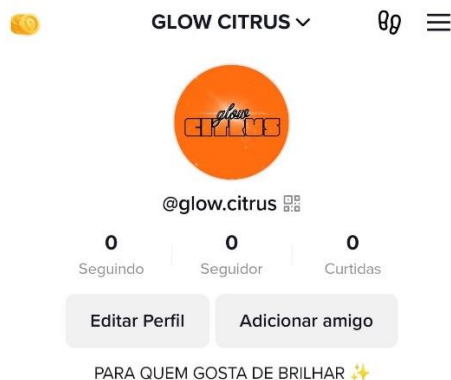 GLOW CITRUS
glow
CITRUS
@glow.citrus
0 0 0
Seguindo Seguidor Curtidas
Editar Perfil Adicionar amigo
PARA QUEM GOSTA DE BRILHAR ✨